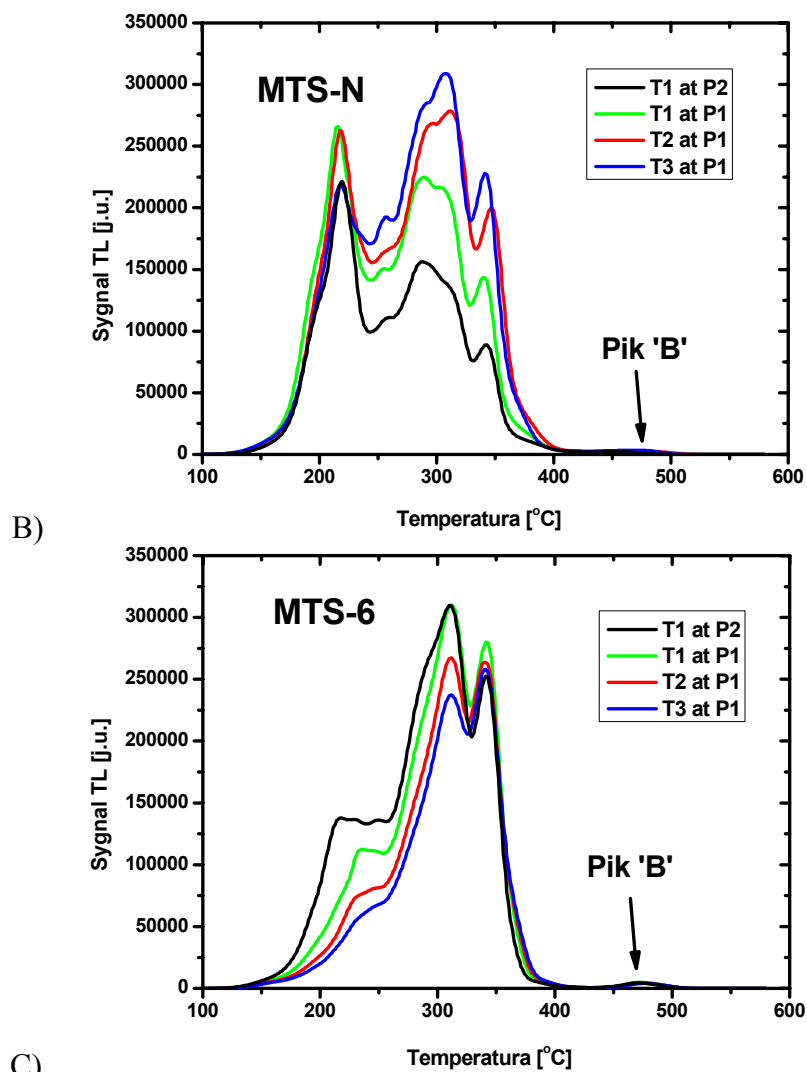 350000
300000
250000
200000
150000
100000
50000
0
Sygnal TL [j.u.]
MTS-N
T1 at P2
T1 at P1
T2 at P1
T3 at P1
Pik 'B'
100 200 300 400 500 600
Temperatura [°C]
B)
350000
300000
250000
200000
150000
100000
50000
0
Sygnal TL [j.u.]
MTS-6
T1 at P2
T1 at P1
T2 at P1
T3 at P1
Pik 'B'
100 200 300 400 500 600
Temperatura [°C]
C)